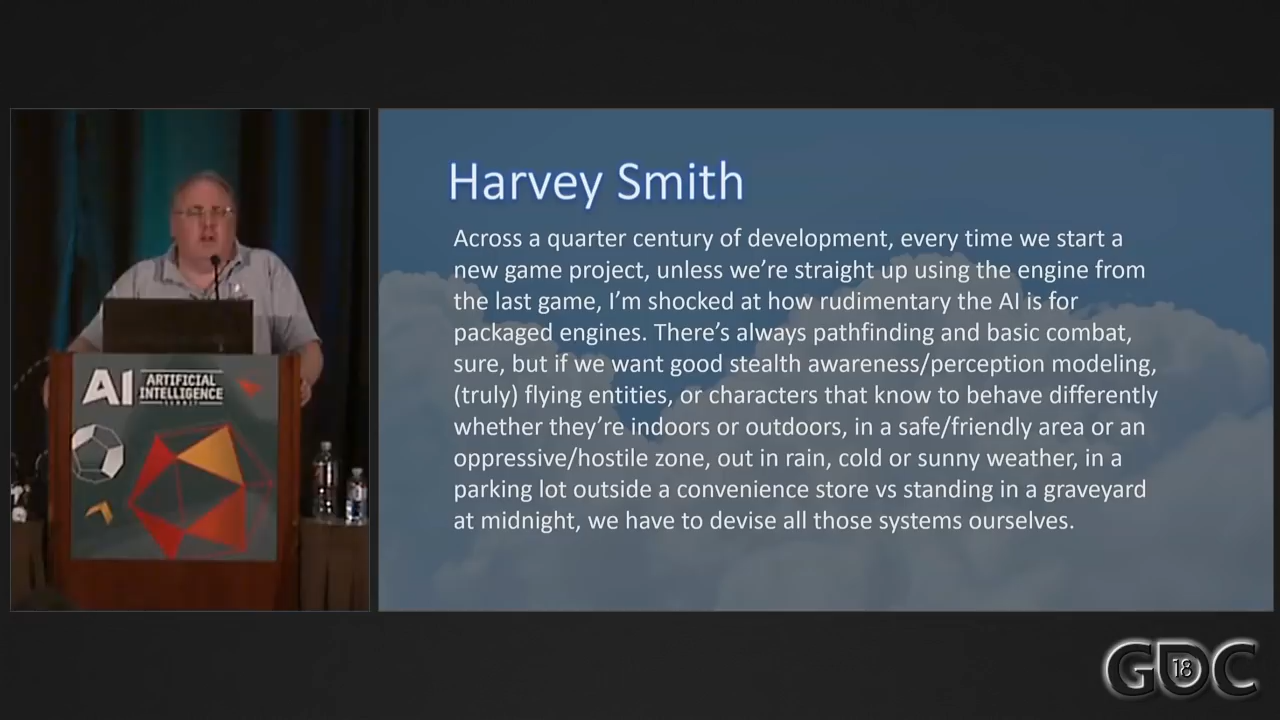 Harvey Smith
Across a quarter century of development, every time we start a
new game project, unless we’re straight up using the engine from
the last game, I’m shocked at how rudimentary the AI is for
packaged engines. There’s always pathfinding and basic combat,
sure, but if we want good stealth awareness/perception modeling,
(truly) flying entities, or characters that know to behave differently
whether they’re indoors or outdoors, in a safe/friendly area or an
oppressive/hostile zone, out in rain, cold or sunny weather, in a
parking lot outside a convenience store vs standing in a graveyard
at midnight, we have to devise all those systems ourselves.
AI
ARTIFICIAL
INTELLIGENCE
SUMMIT
GDC
18